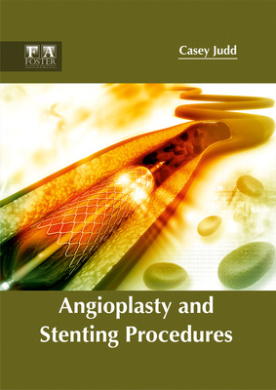 FA
FOSTER
Casey Judd
Angioplasty and
Stenting Procedures